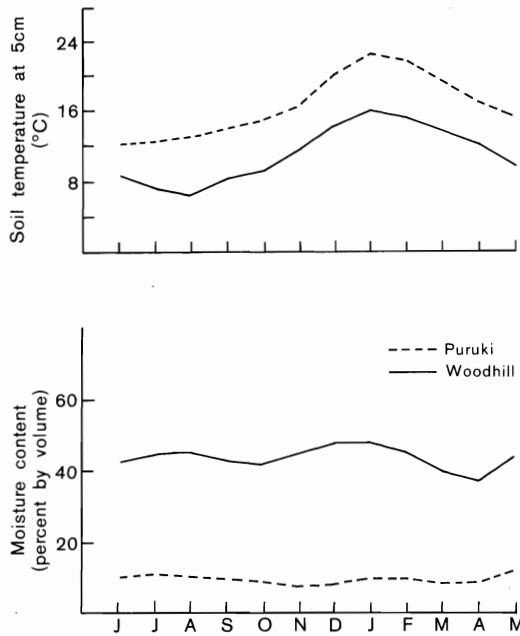 Soil temperature at 5cm
(°C)
24
16
8
Puruki
Woodhill
Moisture content
(percent by volume)
60
40
20
J J A S O N D J F M A M